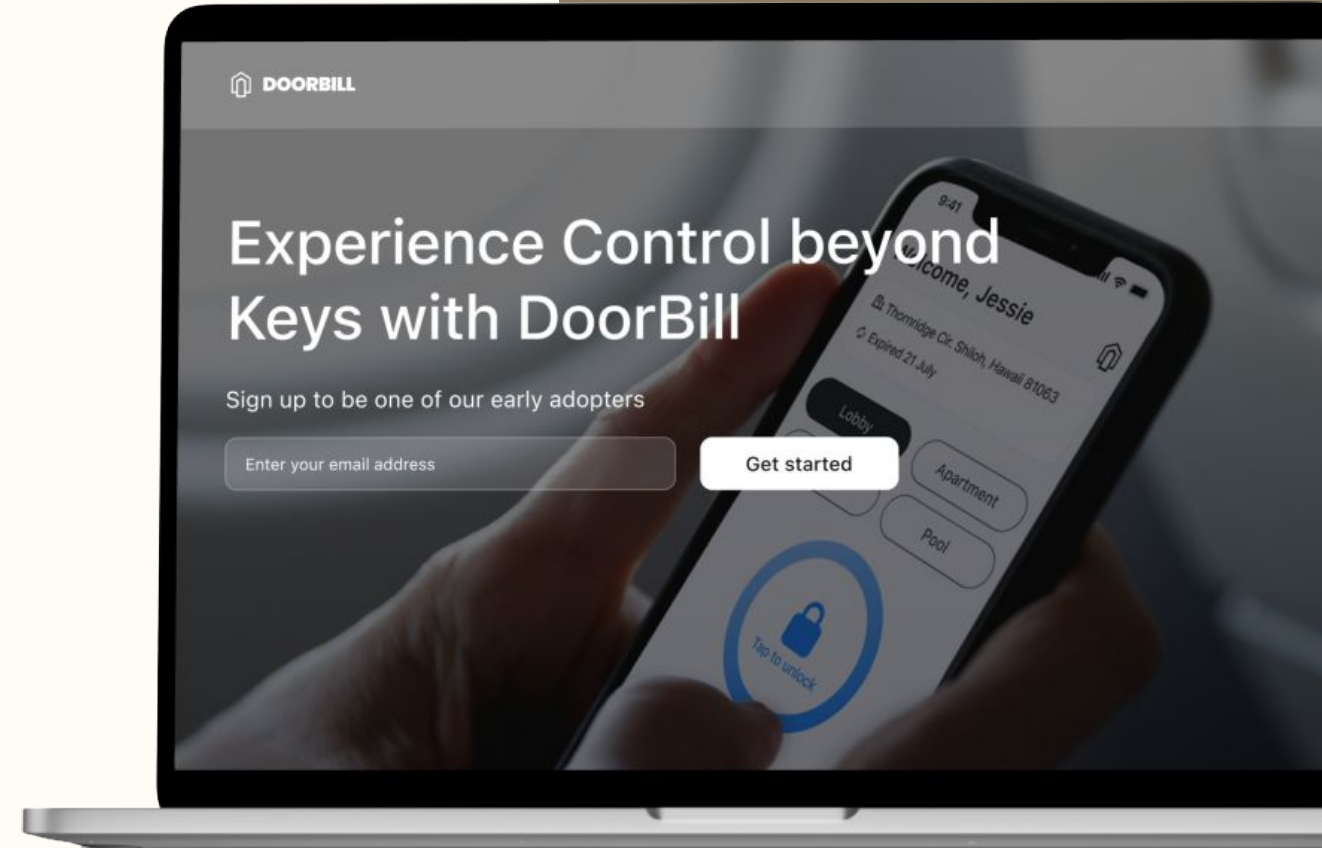 DOORBILL
Experience Control beyond
Keys with DoorBill
Sign up to be one of our early adopters
Enter your email address
Get started
9:41
Welcome, Jessie
Thornridge Cir. Shiloh, Hawaii 81063
Expired 21 July
Lobby
Apartment
Pool
Tap to unlock